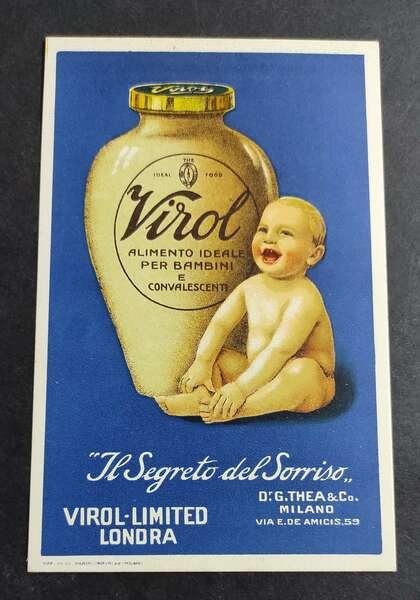 Virol
THE
IDEAL FOOD
Virol
ALIMENTO IDEALE
PER BAMBINI
E
CONVALESCENTI
"Il Segreto del Sorriso„
Dr. G. THEA & Co.
MILANO
VIA E. DE AMICIS, 53
VIROL-LIMITED
LONDRA